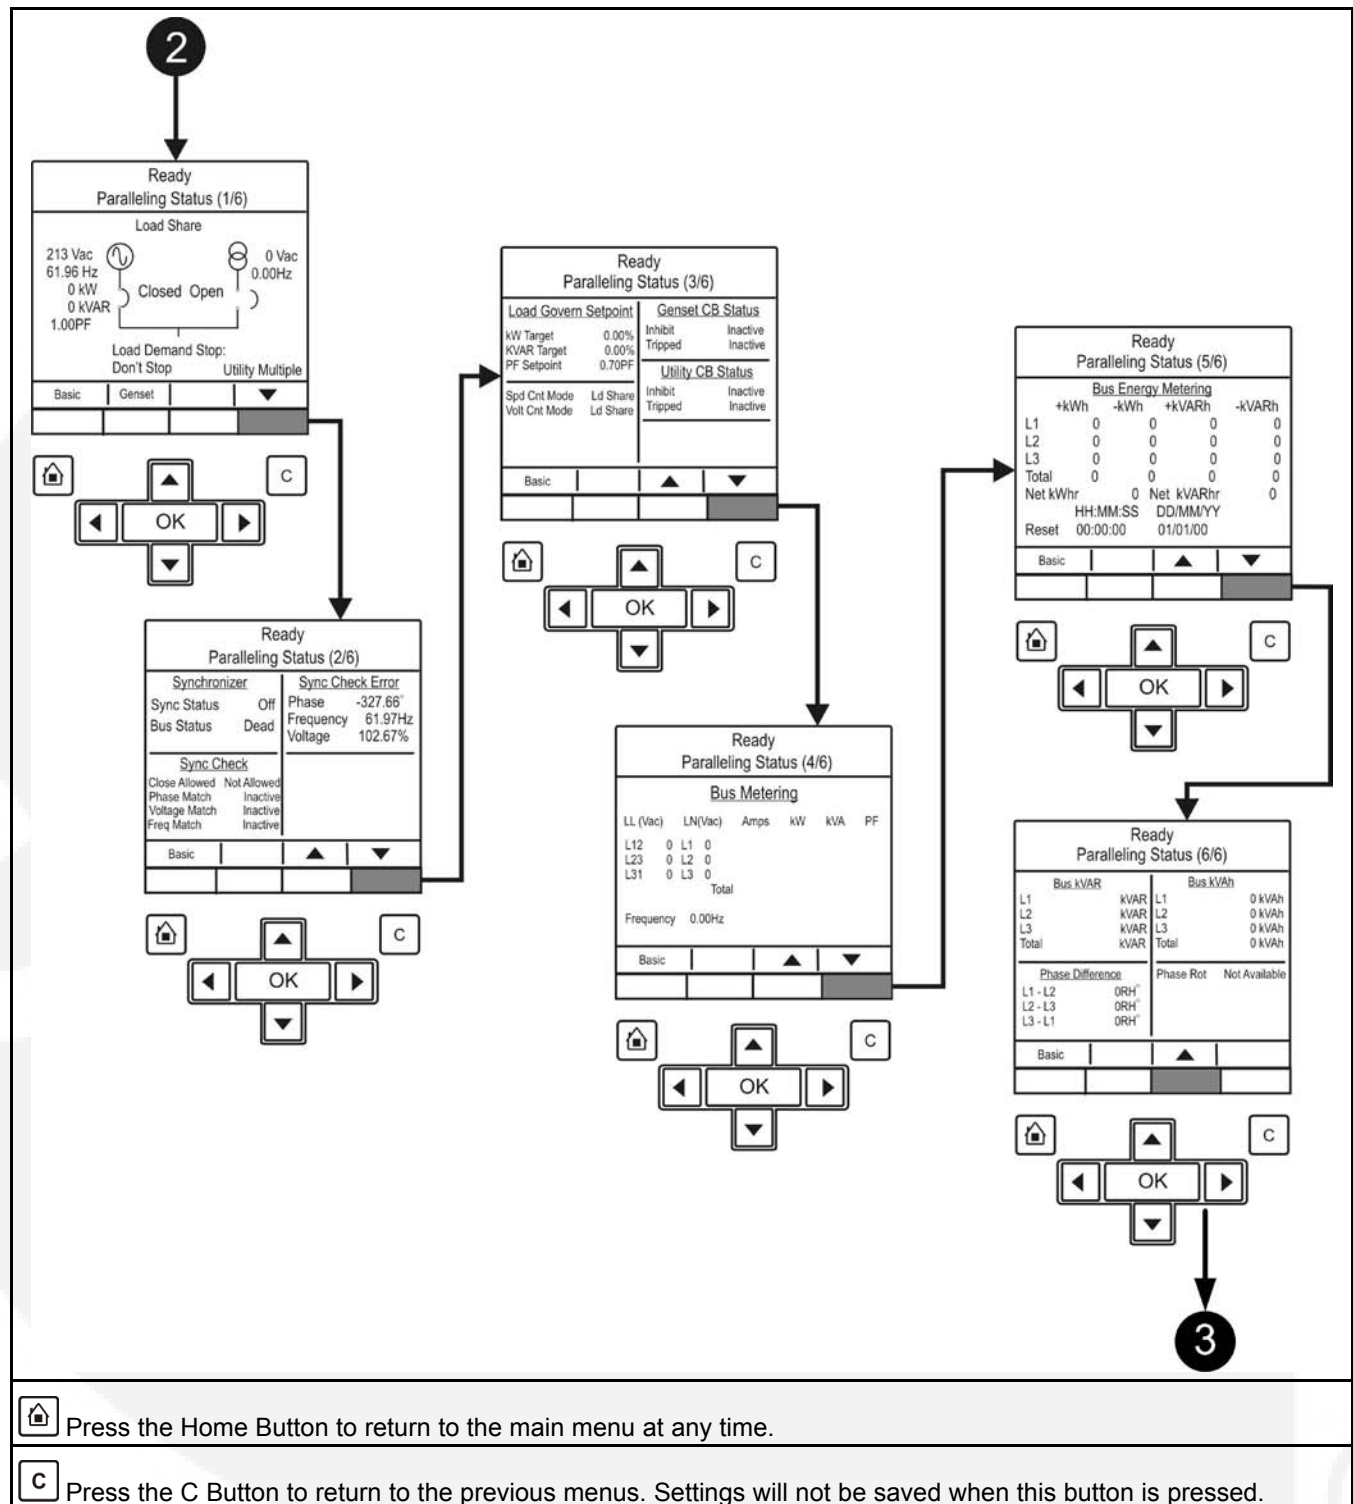 2
Ready
Paralleling Status (1/6)
Load Share
213 Vac
61.96 Hz
0 kW
0 kVAR
1.00PF
Closed Open
0 Vac
0.00Hz
Load Demand Stop:
Don't Stop
Utility Multiple
Basic Genset
C
OK
Ready
Paralleling Status (2/6)
Synchronizer
Sync Status Off
Bus Status Dead
Sync Check
Close Allowed Not Allowed
Phase Match Inactive
Voltage Match Inactive
Freq Match Inactive
Sync Check Error
Phase -327.66°
Frequency 61.97Hz
Voltage 102.67%
Basic
C
OK
Ready
Paralleling Status (3/6)
Load Govern Setpoint
kW Target 0.00%
KVAR Target 0.00%
PF Setpoint 0.70PF
Spd Cnt Mode Ld Share
Volt Cnt Mode Ld Share
Genset CB Status
Inhibit Inactive
Tripped Inactive
Utility CB Status
Inhibit Inactive
Tripped Inactive
Basic
C
OK
Ready
Paralleling Status (4/6)
Bus Metering
LL (Vac) LN(Vac) Amps kW kVA PF
L12 0 L1 0
L23 0 L2 0
L31 0 L3 0
Total
Frequency 0.00Hz
Basic
C
OK
Ready
Paralleling Status (5/6)
Bus Energy Metering
+kWh -kWh +kVARh -kVARh
L1 0 0 0 0
L2 0 0 0 0
L3 0 0 0 0
Total 0 0 0 0
Net kWhr 0 Net kVARhr 0
HH:MM:SS DD/MM/YY
Reset 00:00:00 01/01/00
Basic
C
OK
Ready
Paralleling Status (6/6)
Bus kVAR
L1 kVAR
L2 kVAR
L3 kVAR
Total kVAR
Bus kVAh
L1 0 kVAh
L2 0 kVAh
L3 0 kVAh
Total 0 kVAh
Phase Difference
L1 - L2 0RH°
L2 - L3 0RH°
L3 - L1 0RH°
Phase Rot Not Available
Basic
C
OK
3
Press the Home Button to return to the main menu at any time.
C Press the C Button to return to the previous menus. Settings will not be saved when this button is pressed.